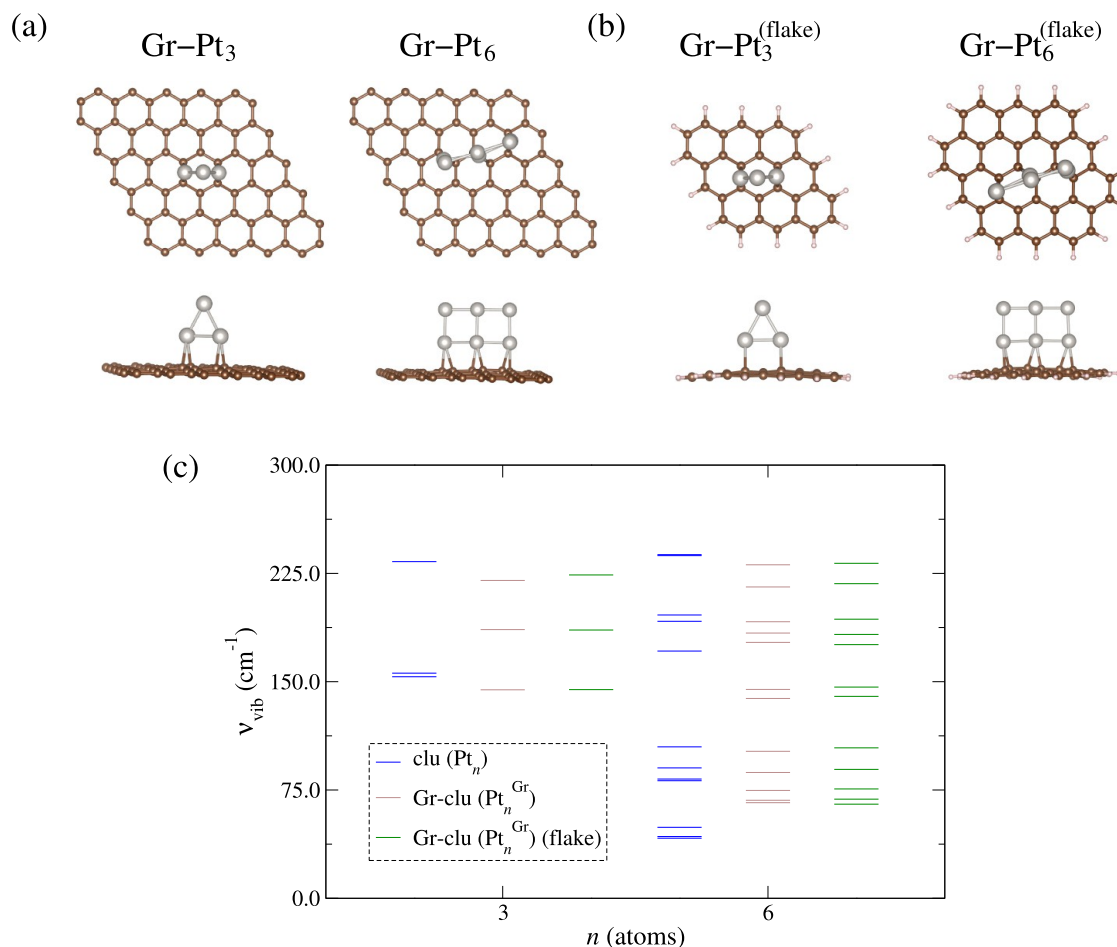 (a)
Gr−Pt3
Gr−Pt6
(b)
Gr−Pt3(flake)
Gr−Pt6(flake)
(c)
300.0
225.0
150.0
75.0
0.0
νvib (cm-1)
clu (Ptn)
Gr-clu (PtnGr)
Gr-clu (PtnGr) (flake)
3
6
n (atoms)